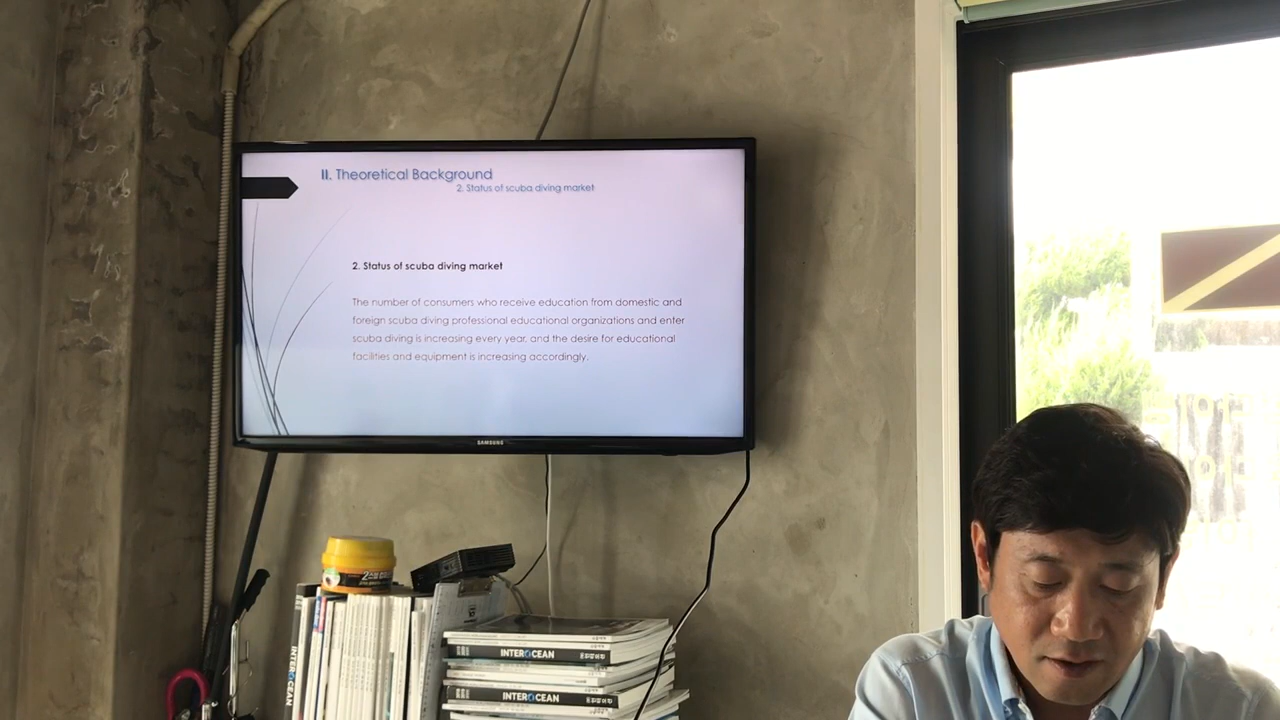 II. Theoretical Background
2. Status of scuba diving market
2. Status of scuba diving market
The number of consumers who receive education from domestic and
foreign scuba diving professional educational organizations and enter
scuba diving is increasing every year, and the desire for educational
facilities and equipment is increasing accordingly.
SAMSUNG
INTEROCEAN
INTEROCEAN
INTEROCEAN